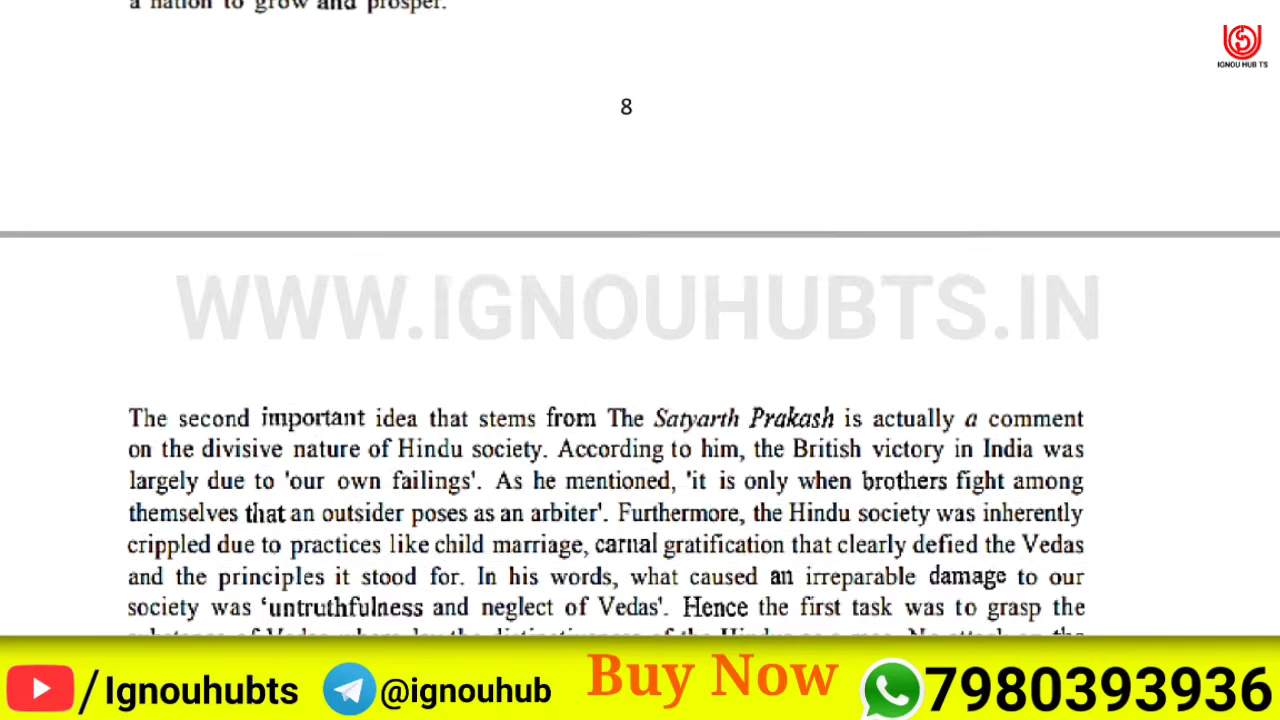 a nation to grow and prosper.
IGNOU HUB TS
8
WWW.IGNOUHUBTS.IN
The second important idea that stems from The Satyarth Prakash is actually a comment
on the divisive nature of Hindu society. According to him, the British victory in India was
largely due to 'our own failings'. As he mentioned, 'it is only when brothers fight among
themselves that an outsider poses as an arbiter'. Furthermore, the Hindu society was inherently
crippled due to practices like child marriage, carnal gratification that clearly defied the Vedas
and the principles it stood for. In his words, what caused an irreparable damage to our
society was 'untruthfulness and neglect of Vedas'. Hence the first task was to grasp the
/Ignouhubts @ignouhub Buy Now 7980393936